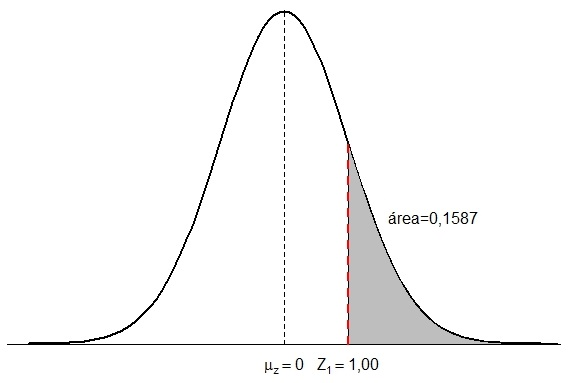 área=0,1587
μz = 0 Z1 = 1,00